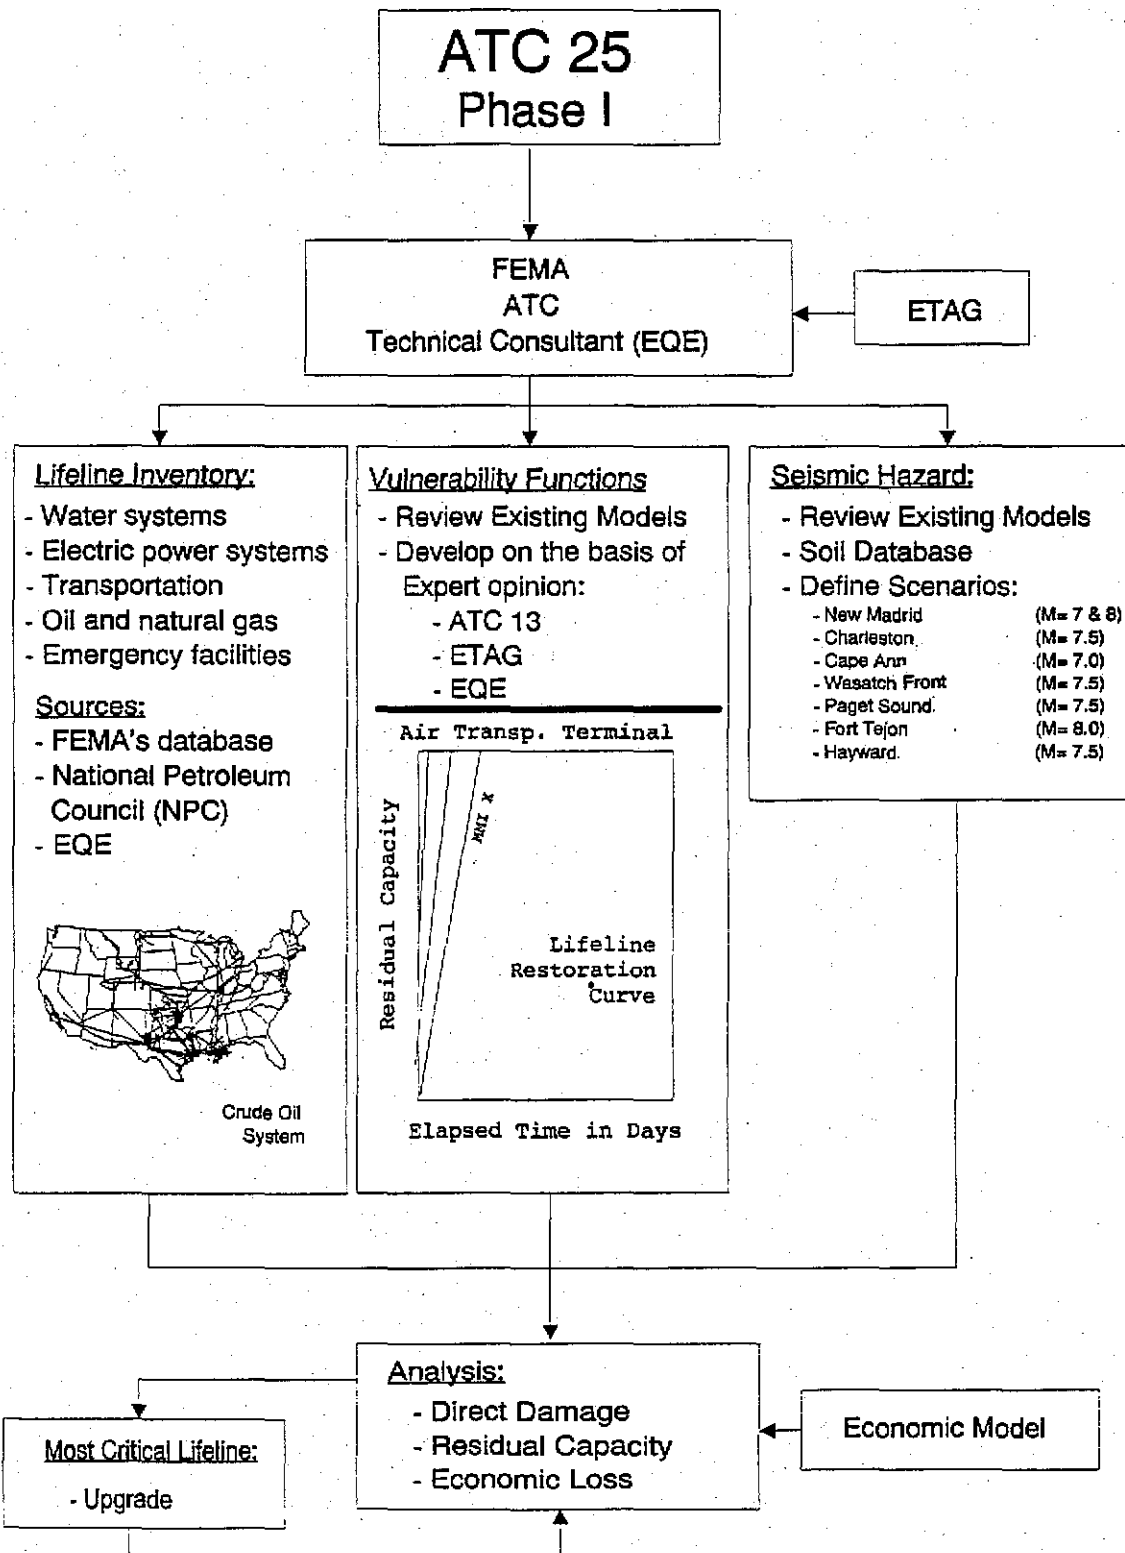 ATC 25
Phase I
FEMA
ATC
Technical Consultant (EQE)
ETAG
Lifeline Inventory:
- Water systems
- Electric power systems
- Transportation
- Oil and natural gas
- Emergency facilities
Sources:
- FEMA's database
- National Petroleum
Council (NPC)
- EQE
Crude Oil
System
Vulnerability Functions
- Review Existing Models
- Develop on the basis of
Expert opinion:
- ATC 13
- ETAG
- EQE
Air Transp. Terminal
Residual Capacity
MMI X
Lifeline
Restoration
Curve
Elapsed Time in Days
Seismic Hazard:
- Review Existing Models
- Soil Database
- Define Scenarios:
- New Madrid (M= 7 & 8)
- Charleston (M= 7.5)
- Cape Ann (M= 7.0)
- Wasatch Front (M= 7.5)
- Paget Sound (M= 7.5)
- Fort Tejon (M= 8.0)
- Hayward (M= 7.5)
Analysis:
- Direct Damage
- Residual Capacity
- Economic Loss
Economic Model
Most Critical Lifeline:
- Upgrade